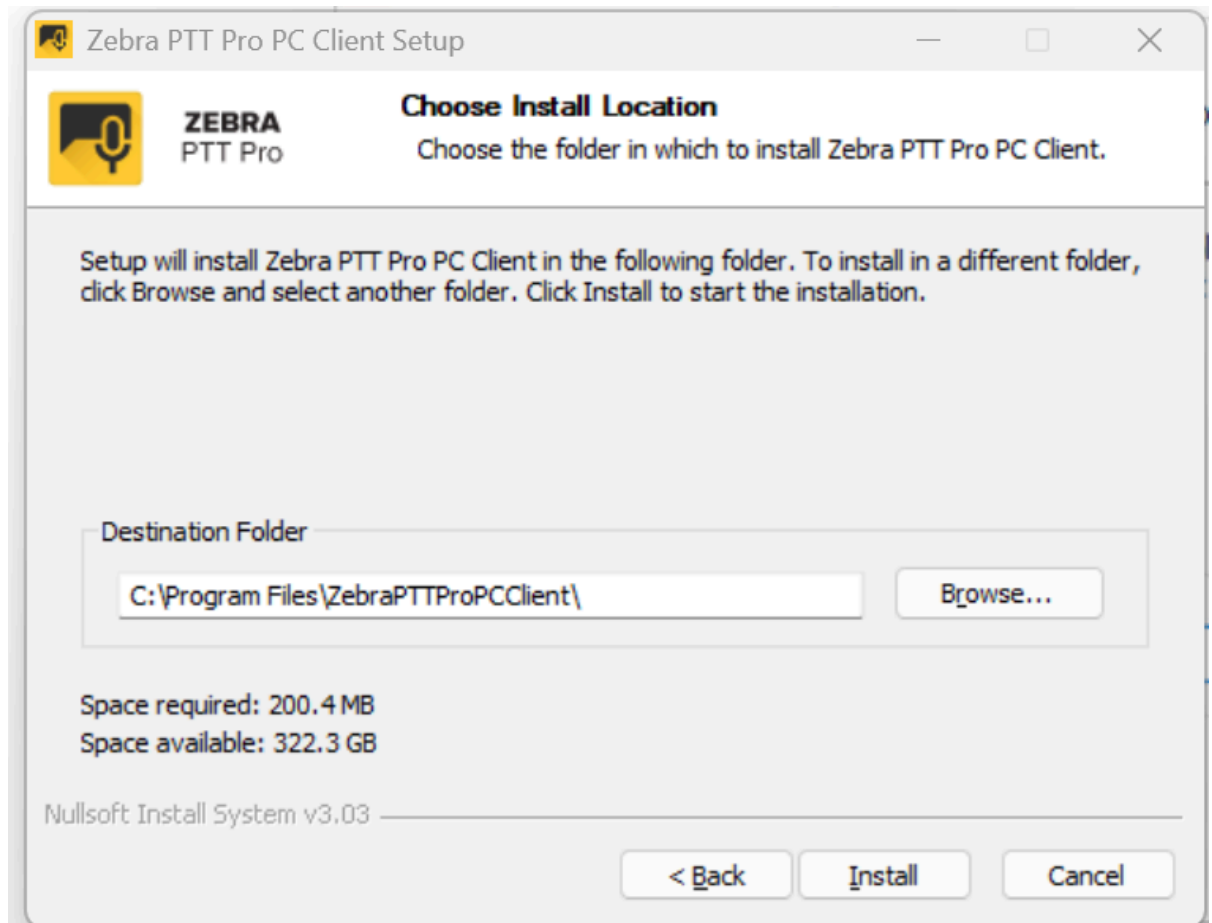 Zebra PTT Pro PC Client Setup
ZEBRA
PTT Pro
Choose Install Location
Choose the folder in which to install Zebra PTT Pro PC Client.
Setup will install Zebra PTT Pro PC Client in the following folder. To install in a different folder,
click Browse and select another folder. Click Install to start the installation.
Destination Folder
C:\Program Files\ZebraPTTProPCClient\
Browse...
Space required: 200.4 MB
Space available: 322.3 GB
Nullsoft Install System v3.03
< Back
Install
Cancel